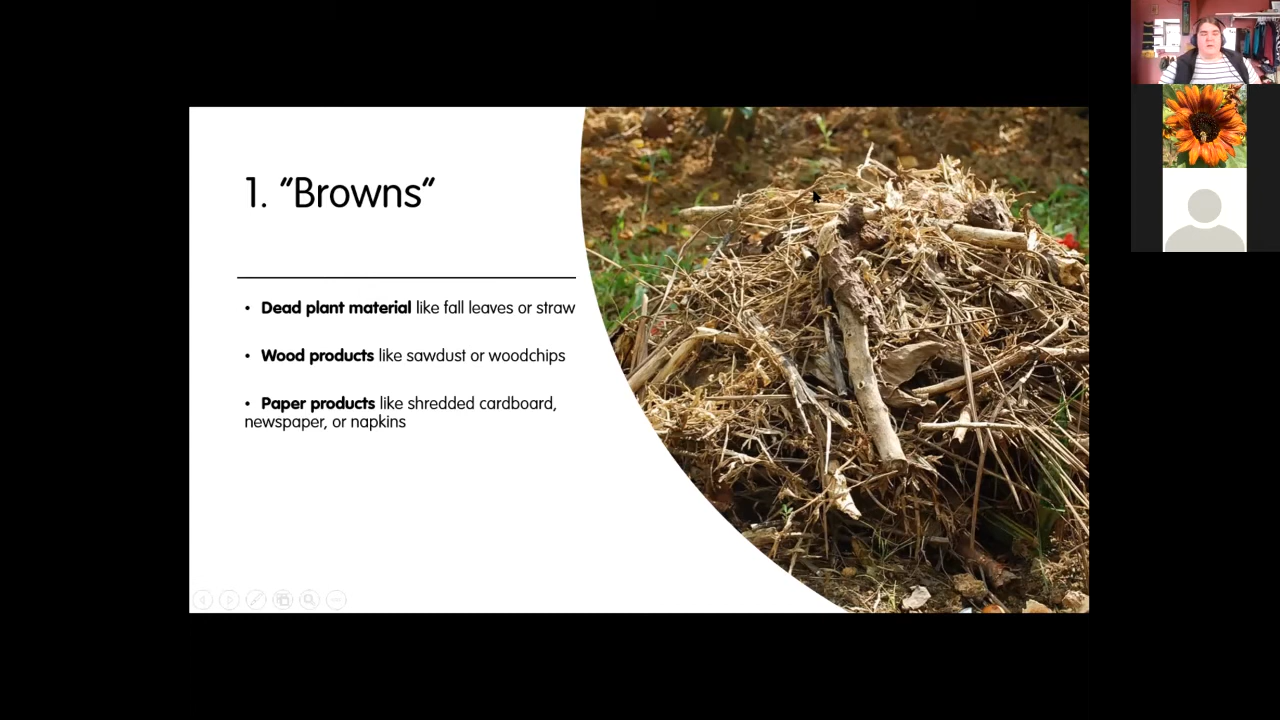 1. “Browns“
• Dead plant material like fall leaves or straw
• Wood products like sawdust or woodchips
• Paper products like shredded cardboard,
newspaper, or napkins